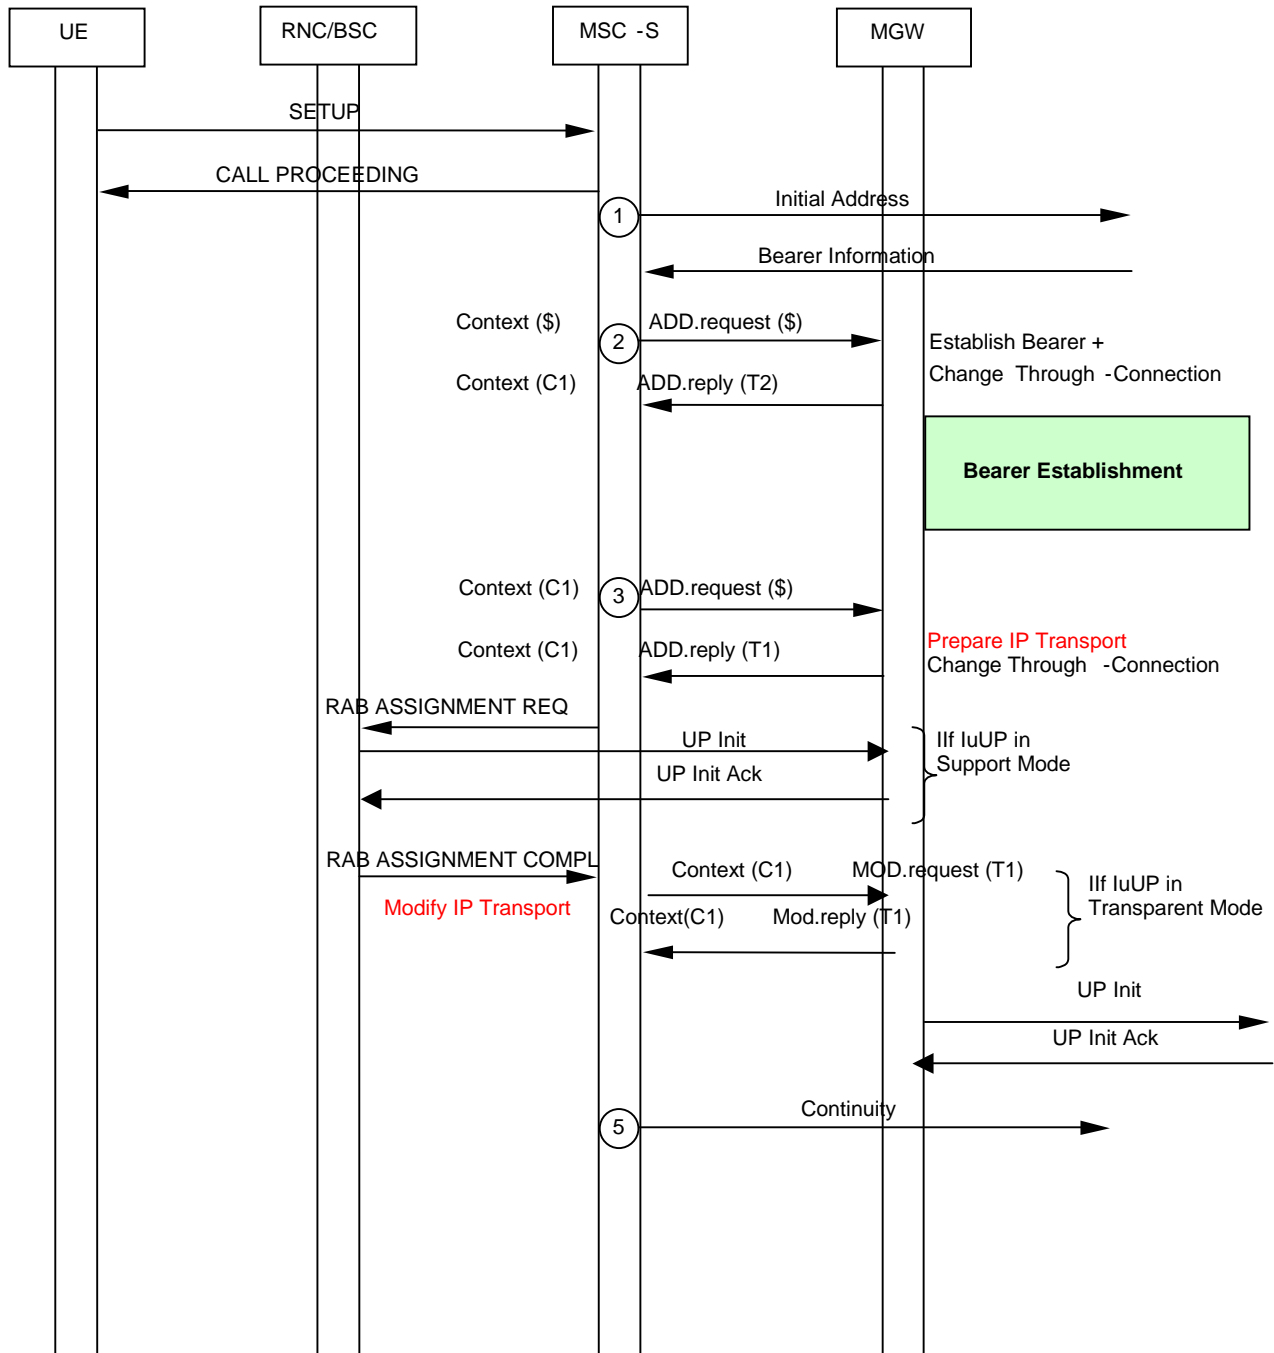 UE
RNC/BSC
MSC -S
MGW
SETUP
CALL PROCEEDING
1
Initial Address
Bearer Information
Context ($)
2
ADD.request ($)
Establish Bearer +
Change Through -Connection
Context (C1)
ADD.reply (T2)
Bearer Establishment
Context (C1)
3
ADD.request ($)
Prepare IP Transport
Change Through -Connection
Context (C1)
ADD.reply (T1)
RAB ASSIGNMENT REQ
UP Init
IIf IuUP in
Support Mode
UP Init Ack
RAB ASSIGNMENT COMPL
Context (C1)
MOD.request (T1)
IIf IuUP in
Transparent Mode
Modify IP Transport
Context(C1)
Mod.reply (T1)
UP Init
UP Init Ack
5
Continuity